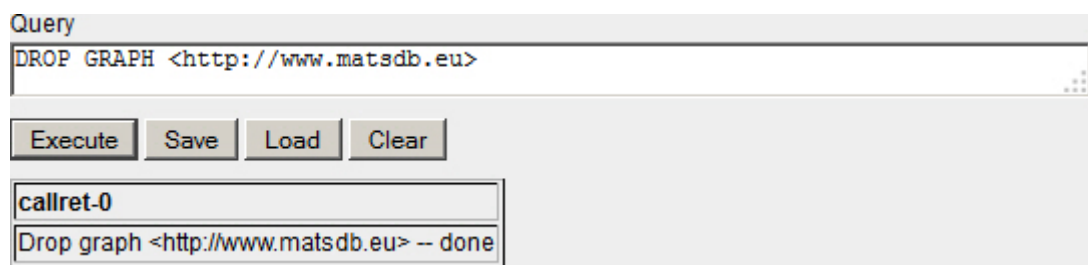 Query
DROP GRAPH <http://www.matsdb.eu>
Execute Save Load Clear
callret-0
Drop graph <http://www.matsdb.eu> -- done